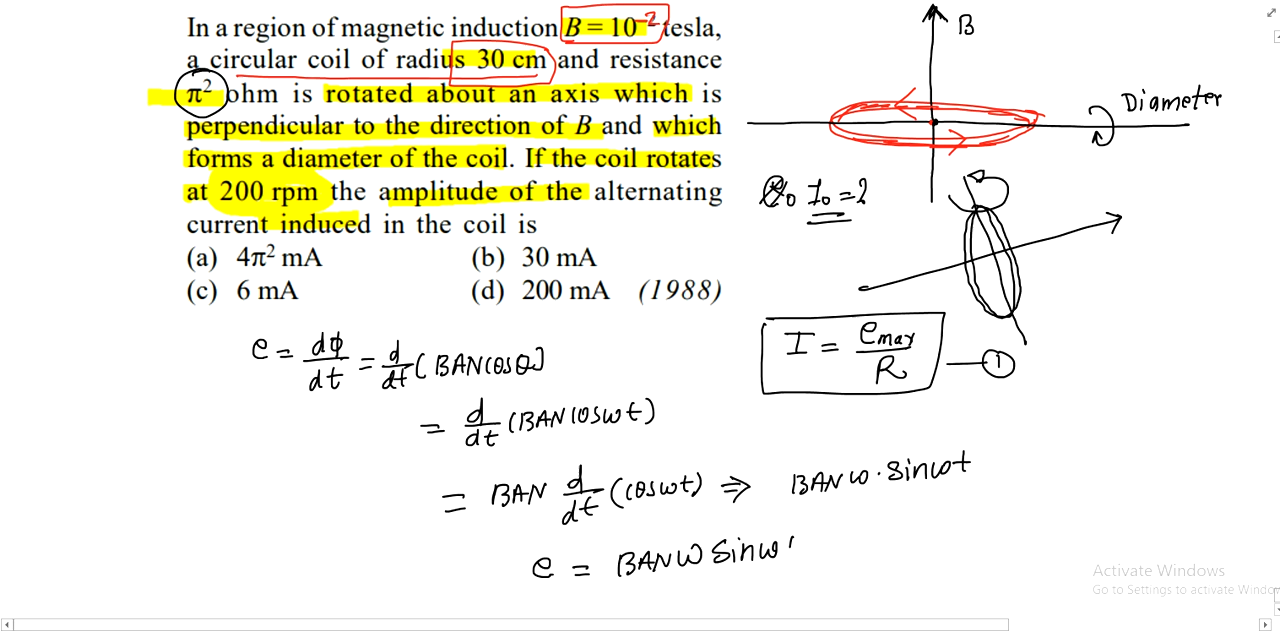 In a region of magnetic induction B = 10⁻² tesla,
a circular coil of radius 30 cm and resistance
π² ohm is rotated about an axis which is
perpendicular to the direction of B and which
forms a diameter of the coil. If the coil rotates
at 200 rpm the amplitude of the alternating
current induced in the coil is
(a) 4π² mA (b) 30 mA
(c) 6 mA (d) 200 mA (1988)
B
Diameter
I₀ = ?
I = e_max / R — ①
e = dϕ/dt = d/dt (BAN cosθ)
= d/dt (BAN cosωt)
= BAN d/dt (cosωt) ⇒ BANω·sinωt
e = BANω sinω
Activate Windows
Go to Settings to activate Window